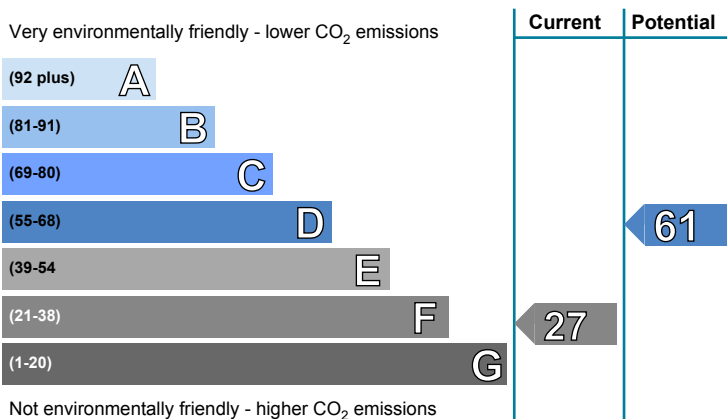 Current Potential
Very environmentally friendly - lower CO2 emissions
(92 plus) A
(81-91) B
(69-80) C
(55-68) D
61
(39-54 E
(21-38) F
27
(1-20) G
Not environmentally friendly - higher CO2 emissions